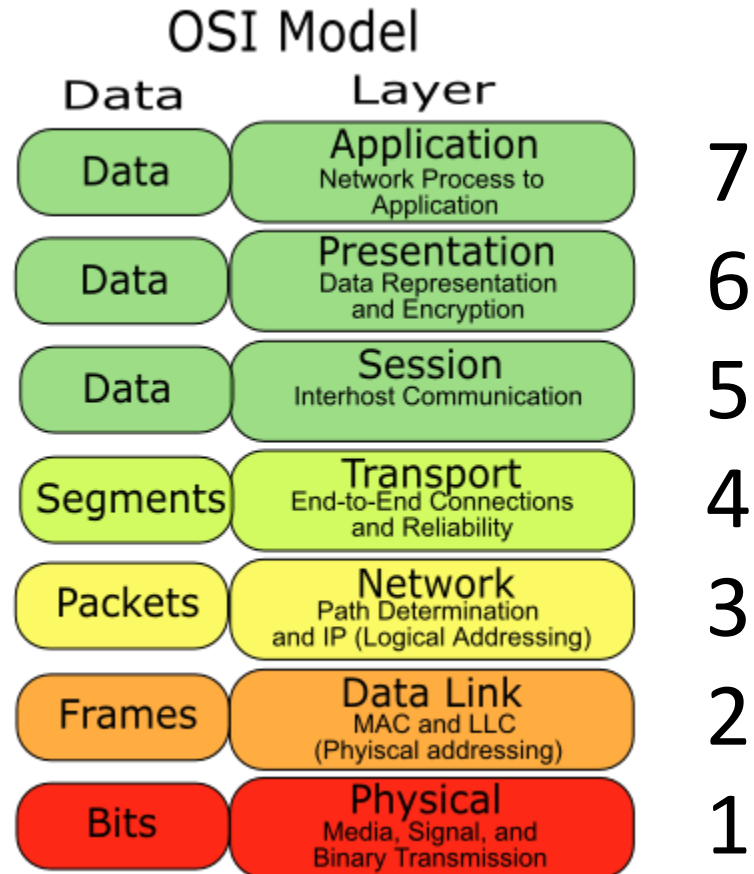 OSI Model
Data Layer
Data
Application
Network Process to
Application
7
Data
Presentation
Data Representation
and Encryption
6
Data
Session
Interhost Communication
5
Segments
Transport
End-to-End Connections
and Reliability
4
Packets
Network
Path Determination
and IP (Logical Addressing)
3
Frames
Data Link
MAC and LLC
(Phyiscal addressing)
2
Bits
Physical
Media, Signal, and
Binary Transmission
1